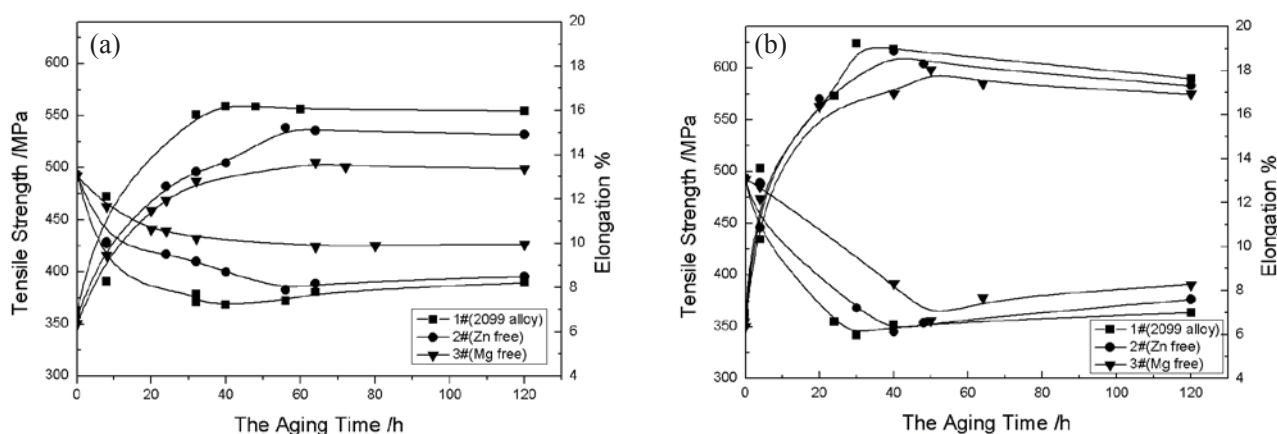 (a)
600
550
500
450
400
350
300
Tensile Strength /MPa
20
18
16
14
12
10
8
6
4
Elongation %
1#(2099 alloy)
2#(Zn free)
3#(Mg free)
0 20 40 60 80 100 120
The Aging Time /h
(b)
600
550
500
450
400
350
300
Tensile Strength /MPa
20
18
16
14
12
10
8
6
4
Elongation %
1#(2099 alloy)
2#(Zn free)
3#(Mg free)
0 20 40 60 80 100 120
The Aging Time /h